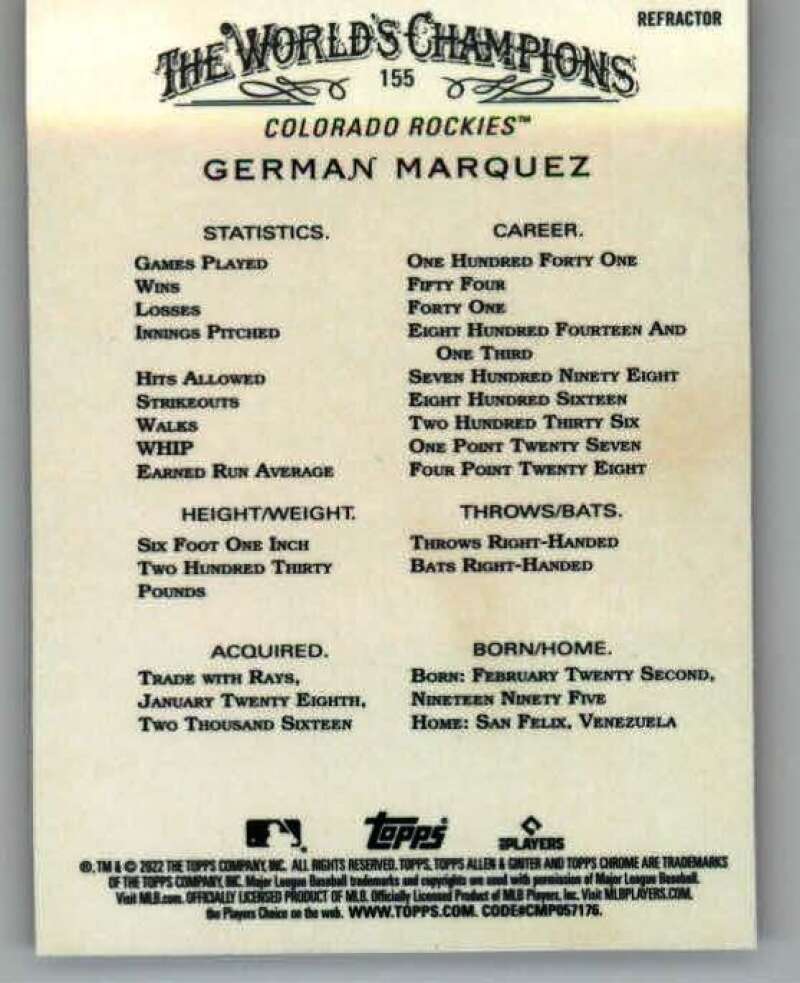 REFRACTOR
THE WORLD'S CHAMPIONS
155
COLORADO ROCKIES™
GERMAN MARQUEZ
STATISTICS. CAREER.
GAMES PLAYED ONE HUNDRED FORTY ONE
WINS FIFTY FOUR
LOSSES FORTY ONE
INNINGS PITCHED EIGHT HUNDRED FOURTEEN AND
ONE THIRD
HITS ALLOWED SEVEN HUNDRED NINETY EIGHT
STRIKEOUTS EIGHT HUNDRED SIXTEEN
WALKS TWO HUNDRED THIRTY SIX
WHIP ONE POINT TWENTY SEVEN
EARNED RUN AVERAGE FOUR POINT TWENTY EIGHT
HEIGHT/WEIGHT. THROWS/BATS.
SIX FOOT ONE INCH THROWS RIGHT-HANDED
TWO HUNDRED THIRTY BATS RIGHT-HANDED
POUNDS
ACQUIRED. BORN/HOME.
TRADE WITH RAYS, BORN: FEBRUARY TWENTY SECOND,
JANUARY TWENTY EIGHTH, NINETEEN NINETY FIVE
TWO THOUSAND SIXTEEN HOME: SAN FELIX, VENEZUELA
topps PLAYERS
®, TM & © 2022 THE TOPPS COMPANY, INC. ALL RIGHTS RESERVED. TOPPS, TOPPS ALLEN & GINTER AND TOPPS CHROME ARE TRADEMARKS
OF THE TOPPS COMPANY, INC. Major League Baseball trademarks and copyrights are used with permission of Major League Baseball.
Visit MLB.com. OFFICIALLY LICENSED PRODUCT OF MLB. Officially Licensed Product of MLB Players, Inc. Visit MLBPLAYERS.COM,
the Players Choice on the web. WWW.TOPPS.COM. CODE#CMP057176.